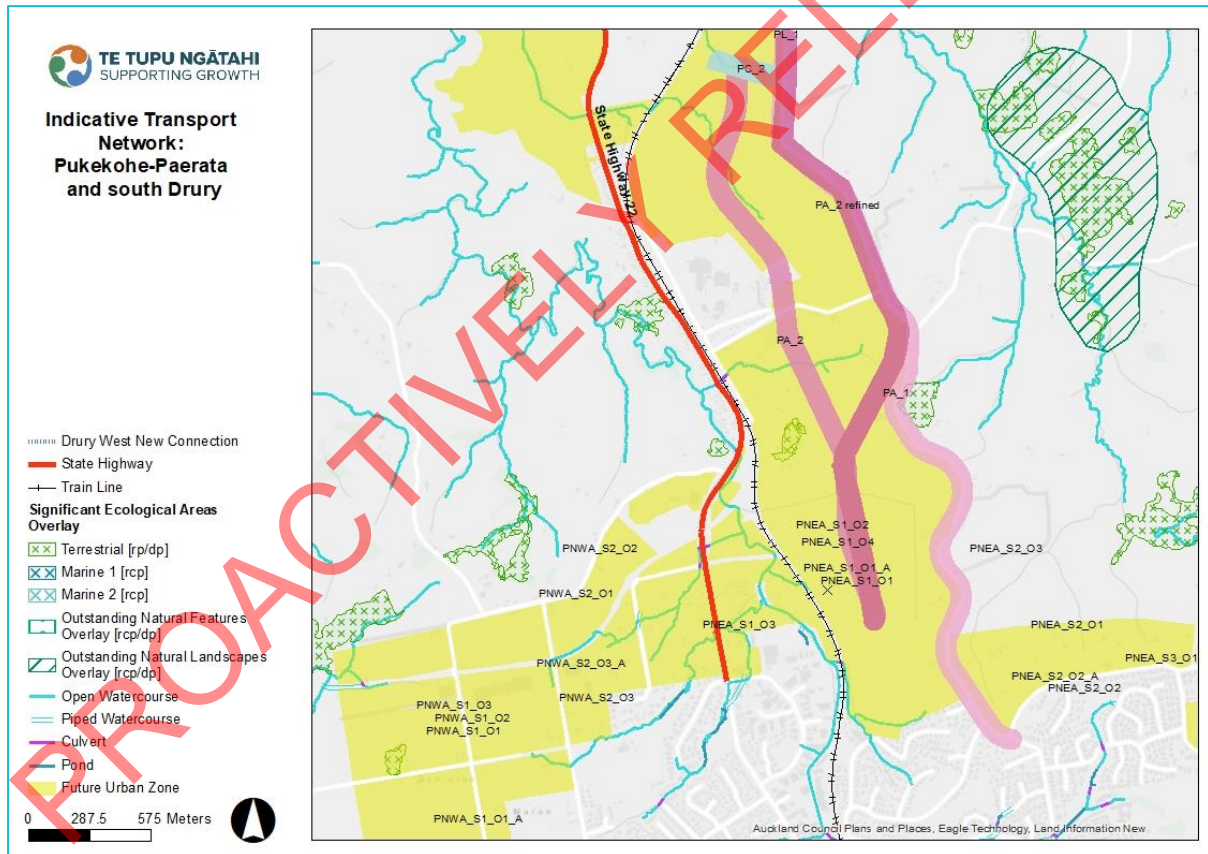 TE TUPU NGĀTAHI
SUPPORTING GROWTH
Indicative Transport
Network:
Pukekohe-Paerata
and south Drury
Drury West New Connection
State Highway
Train Line
Significant Ecological Areas
Overlay
Terrestrial [rp/dp]
Marine 1 [rcp]
Marine 2 [rcp]
Outstanding Natural Features
Overlay [rcp/dp]
Outstanding Natural Landscapes
Overlay [rcp/dp]
Open Watercourse
Piped Watercourse
Culvert
Pond
Future Urban Zone
0 287.5 575 Meters
PL_1
PC_2
State Highway 22
PA_2 refined
PA_2
PA_1
PNEA_S1_O2
PNEA_S1_O4
PNEA_S2_O3
PNWA_S2_O2
PNEA_S1_O1_A
PNEA_S1_O1
PNWA_S2_O1
PNEA_S1_O3
PNEA_S2_O1
PNEA_S3_O1
PNWA_S2_O3_A
PNEA_S2_O2_A
PNEA_S2_O2
PNWA_S2_O3
PNWA_S1_O3
PNWA_S1_O2
PNWA_S1_O1
PNWA_S1_O1_A
Auckland Council Plans and Places, Eagle Technology, Land Information New
PROACTIVELY REL